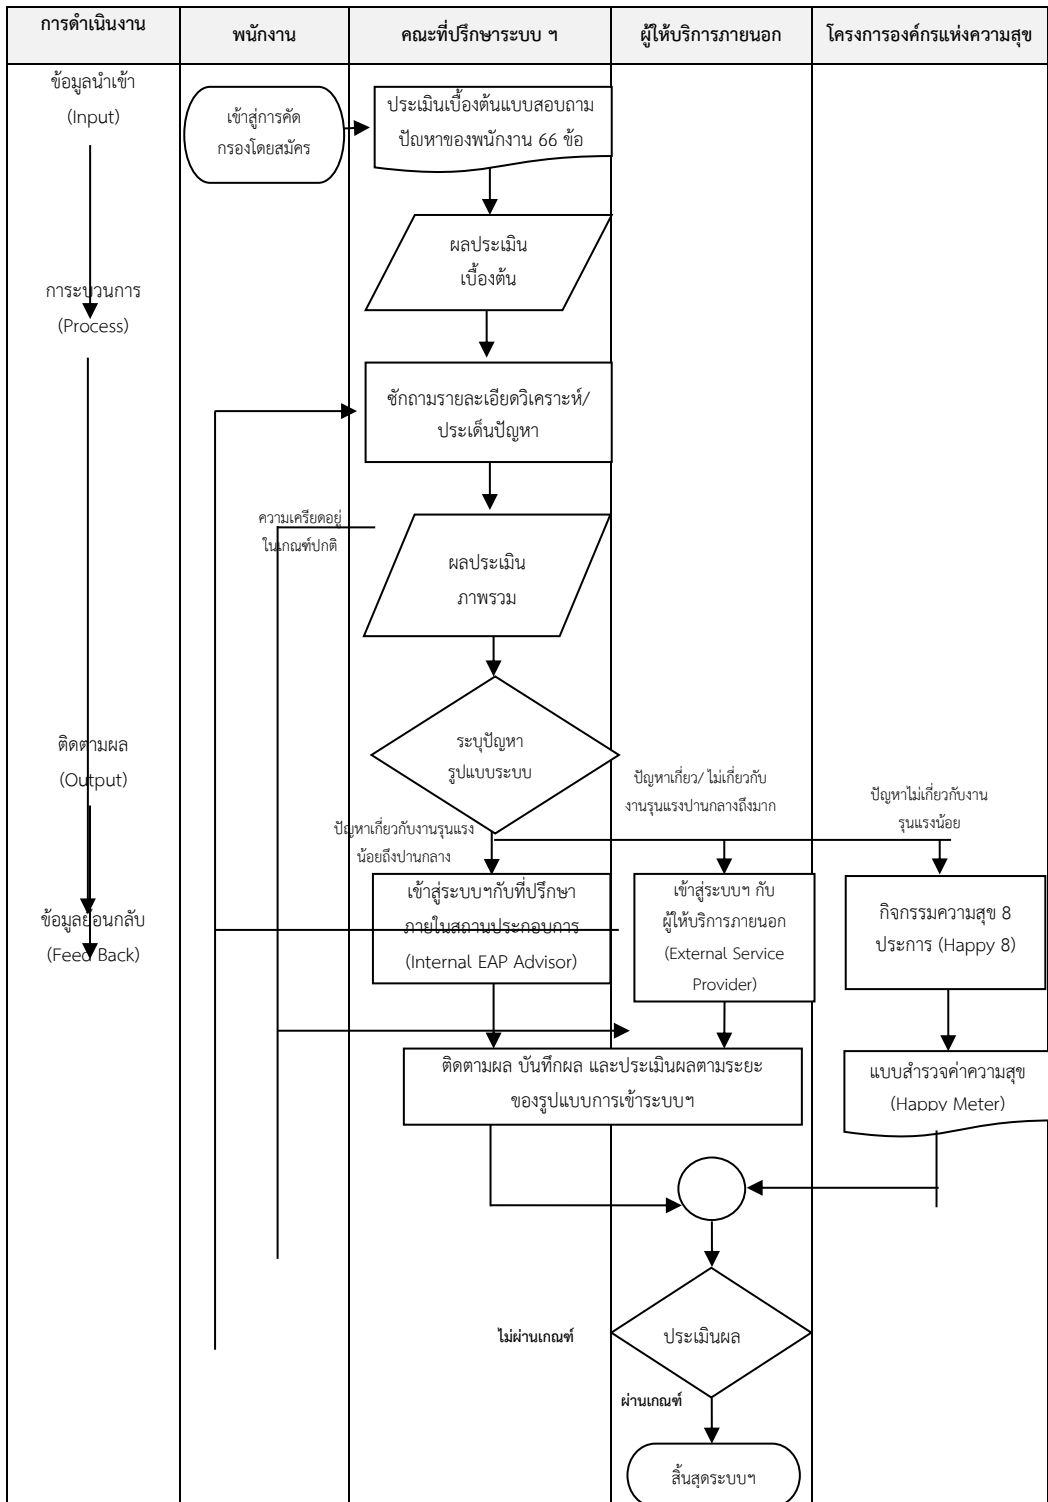 การดำเนินงาน
พนักงาน
คณะที่ปรึกษาระบบ ฯ
ผู้ให้บริการภายนอก
โครงการองค์กรแห่งความสุข
ข้อมูลนำเข้า
(Input)
เข้าสู่การคัด
กรองโดยสมัคร
ประเมินเบื้องต้นแบบสอบถาม
ปัญหาของพนักงาน 66 ข้อ
ผลประเมิน
เบื้องต้น
การะบวนการ
(Process)
ซักถามรายละเอียดวิเคราะห์/
ประเด็นปัญหา
ความเครียดอยู่
ในเกณฑ์ปกติ
ผลประเมิน
ภาพรวม
ติดตามผล
(Output)
ระบุปัญหา
รูปแบบระบบ
ปัญหาเกี่ยว/ ไม่เกี่ยวกับ
งานรุนแรงปานกลางถึงมาก
ปัญหาไม่เกี่ยวกับงาน
รุนแรงน้อย
ปัญหาเกี่ยวกับงานรุนแรง
น้อยถึงปานกลาง
ข้อมูลย้อนกลับ
(Feed Back)
เข้าสู่ระบบฯกับที่ปรึกษา
ภายในสถานประกอบการ
(Internal EAP Advisor)
เข้าสู่ระบบฯ กับ
ผู้ให้บริการภายนอก
(External Service
Provider)
กิจกรรมความสุข 8
ประการ (Happy 8)
ติดตามผล บันทึกผล และประเมินผลตามระยะ
ของรูปแบบการเข้าระบบฯ
แบบสำรวจค่าความสุข
(Happy Meter)
ไม่ผ่านเกณฑ์
ประเมินผล
ผ่านเกณฑ์
สิ้นสุดระบบฯ